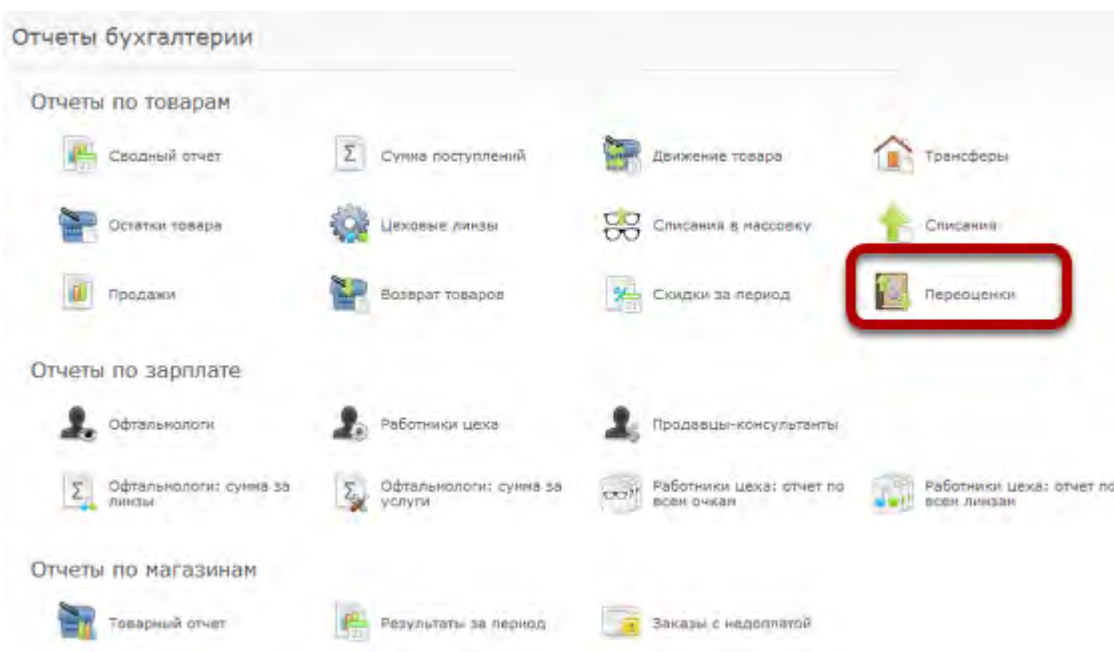 Отчеты бухгалтерии
Отчеты по товарам
Сводный отчет
Сумма поступлений
Движение товара
Трансферы
Остатки товара
Цеховые линзы
Списания в массовку
Списания
Продажи
Возврат товаров
Скидки за период
Переоценки
Отчеты по зарплате
Офтальмологи
Работники цеха
Продавцы-консультанты
Офтальмологи: сумма за
линзы
Офтальмологи: сумма за
услуги
Работники цеха: отчет по
всем очкам
Работники цеха: отчет по
всем линзам
Отчеты по магазинам
Товарный отчет
Результаты за период
Заказы с недоплатой